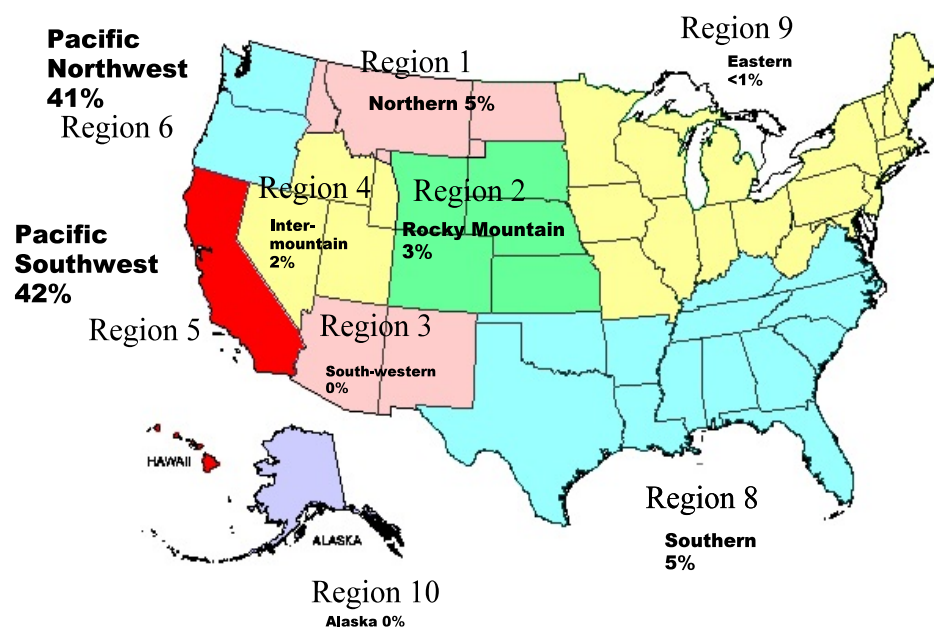 Region 9
Eastern
<1%
Pacific
Northwest
41%
Region 6
Region 1
Northern 5%
Region 4
Inter-
mountain
2%
Region 2
Rocky Mountain
3%
Pacific
Southwest
42%
Region 5
Region 3
South-western
0%
HAWAII
ALASKA
Region 8
Southern
5%
Region 10
Alaska 0%